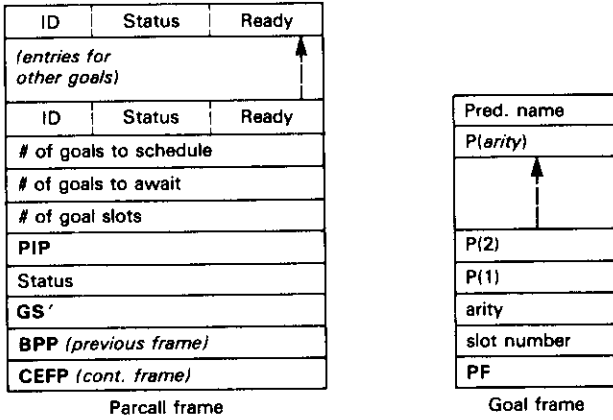 ID Status Ready
(entries for
other goals)
ID Status Ready
# of goals to schedule
# of goals to await
# of goal slots
PIP
Status
GS'
BPP (previous frame)
CEFP (cont. frame)
Parcall frame
Pred. name
P(arity)
P(2)
P(1)
arity
slot number
PF
Goal frame